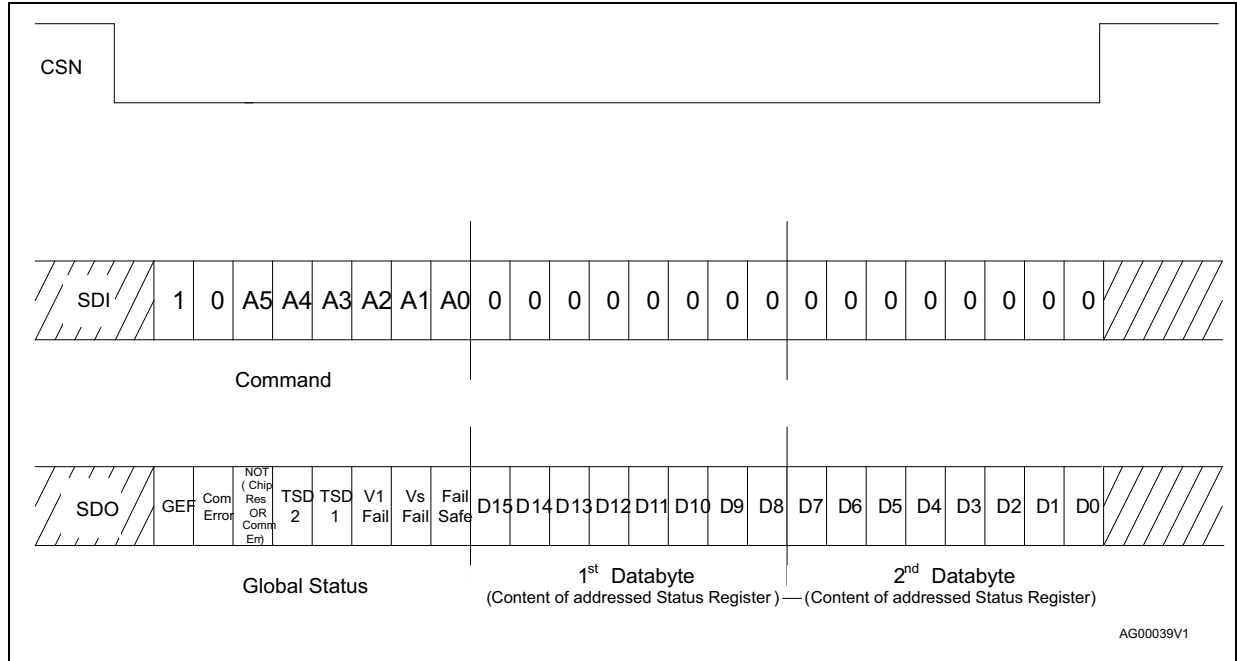 CSN
SDI 1 0 A5 A4 A3 A2 A1 A0 0 0 0 0 0 0 0 0 0 0 0 0 0 0 0 0
Command
SDO GEF Com Error NOT ( Chip Res OR Comm Err) TSD 2 TSD 1 V1 Fail Vs Fail Fail Safe D15 D14 D13 D12 D11 D10 D9 D8 D7 D6 D5 D4 D3 D2 D1 D0
Global Status
1st Databyte
(Content of addressed Status Register ) — (Content of addressed Status Register)
2nd Databyte
AG00039V1